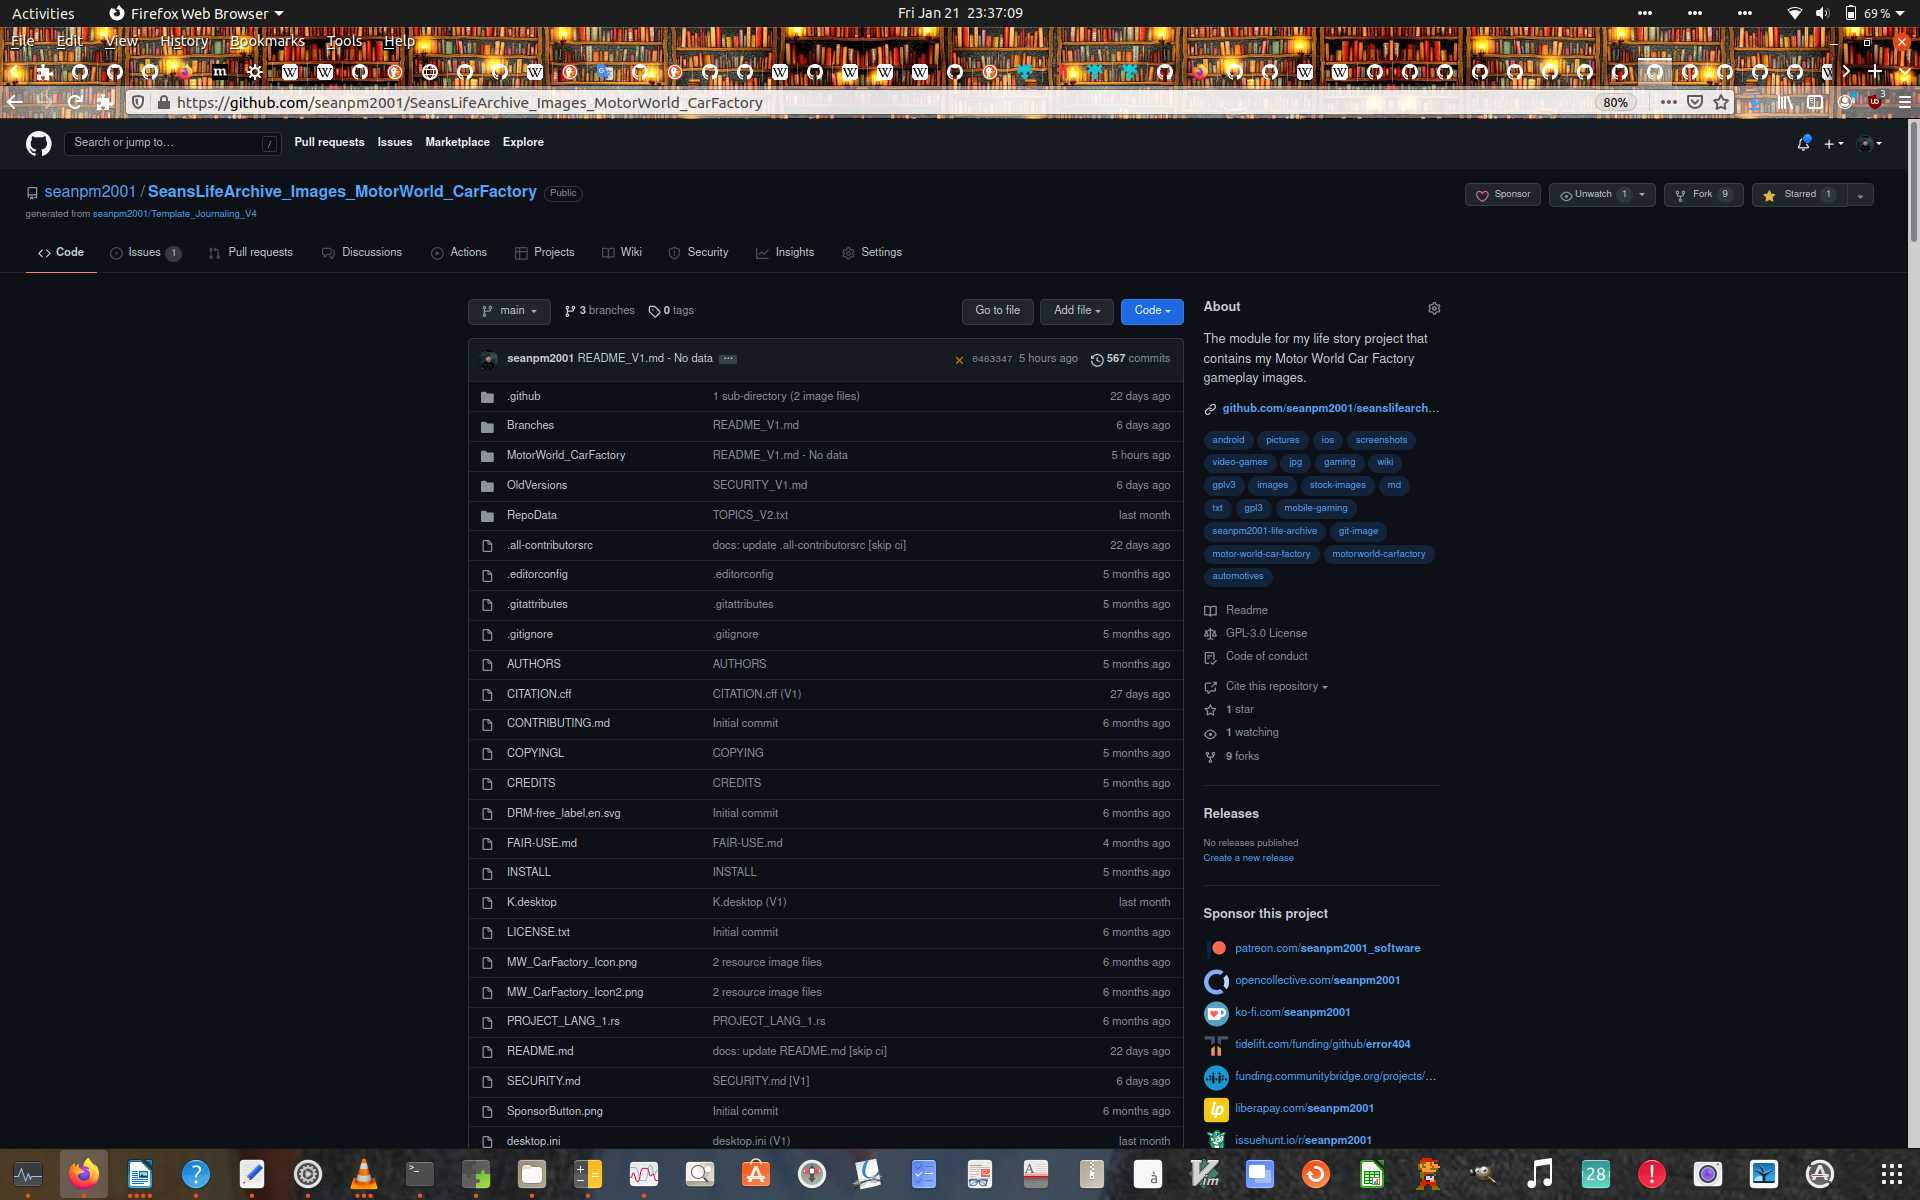 Activities Firefox Web Browser Fri Jan 21 23:37:09 69 %
File Edit View History Bookmarks Tools Help
https://github.com/seanpm2001/SeansLifeArchive_Images_MotorWorld_CarFactory 80%
Search or jump to… / Pull requests Issues Marketplace Explore
seanpm2001 / SeansLifeArchive_Images_MotorWorld_CarFactory Public Sponsor Unwatch 1 Fork 9 Starred 1
generated from seanpm2001/Template_Journaling_V4
Code Issues 1 Pull requests Discussions Actions Projects Wiki Security Insights Settings
main 3 branches 0 tags Go to file Add file Code
seanpm2001 README_V1.md - No data ... 0463347 5 hours ago 567 commits
.github 1 sub-directory (2 image files) 22 days ago
Branches README_V1.md 6 days ago
MotorWorld_CarFactory README_V1.md - No data 5 hours ago
OldVersions SECURITY_V1.md 6 days ago
RepoData TOPICS_V2.txt last month
.all-contributorsrc docs: update .all-contributorsrc [skip ci] 22 days ago
.editorconfig .editorconfig 5 months ago
.gitattributes .gitattributes 5 months ago
.gitignore .gitignore 5 months ago
AUTHORS AUTHORS 5 months ago
CITATION.cff CITATION.cff (V1) 27 days ago
CONTRIBUTING.md Initial commit 6 months ago
COPYINGL COPYING 5 months ago
CREDITS CREDITS 5 months ago
DRM-free_label.en.svg Initial commit 6 months ago
FAIR-USE.md FAIR-USE.md 4 months ago
INSTALL INSTALL 5 months ago
K.desktop K.desktop (V1) last month
LICENSE.txt Initial commit 6 months ago
MW_CarFactory_Icon.png 2 resource image files 6 months ago
MW_CarFactory_Icon2.png 2 resource image files 6 months ago
PROJECT_LANG_1.rs PROJECT_LANG_1.rs 6 months ago
README.md docs: update README.md [skip ci] 22 days ago
SECURITY.md SECURITY.md [V1] 6 days ago
SponsorButton.png Initial commit 6 months ago
desktop.ini desktop.ini (V1) last month
About
The module for my life story project that
contains my Motor World Car Factory
gameplay images.
github.com/seanpm2001/seanslifearch…
android pictures ios screenshots
video-games jpg gaming wiki
gplv3 images stock-images md
txt gpl3 mobile-gaming
seanpm2001-life-archive git-image
motor-world-car-factory motorworld-carfactory
automotives
Readme
GPL-3.0 License
Code of conduct
Cite this repository
1 star
1 watching
9 forks
Releases
No releases published
Create a new release
Sponsor this project
patreon.com/seanpm2001_software
opencollective.com/seanpm2001
ko-fi.com/seanpm2001
tidelift.com/funding/github/error404
funding.communitybridge.org/projects/…
liberapay.com/seanpm2001
issuehunt.io/r/seanpm2001
28